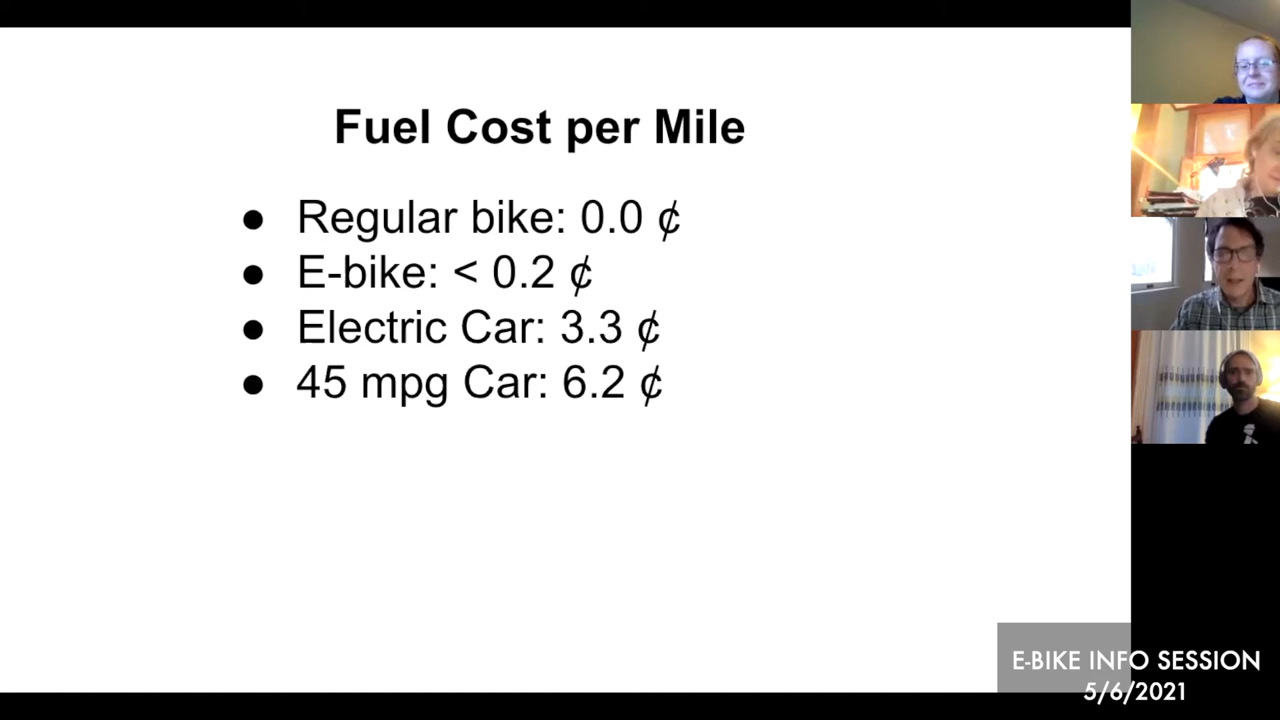 Fuel Cost per Mile
● Regular bike: 0.0 ¢
● E-bike: < 0.2 ¢
● Electric Car: 3.3 ¢
● 45 mpg Car: 6.2 ¢
E-BIKE INFO SESSION
5/6/2021